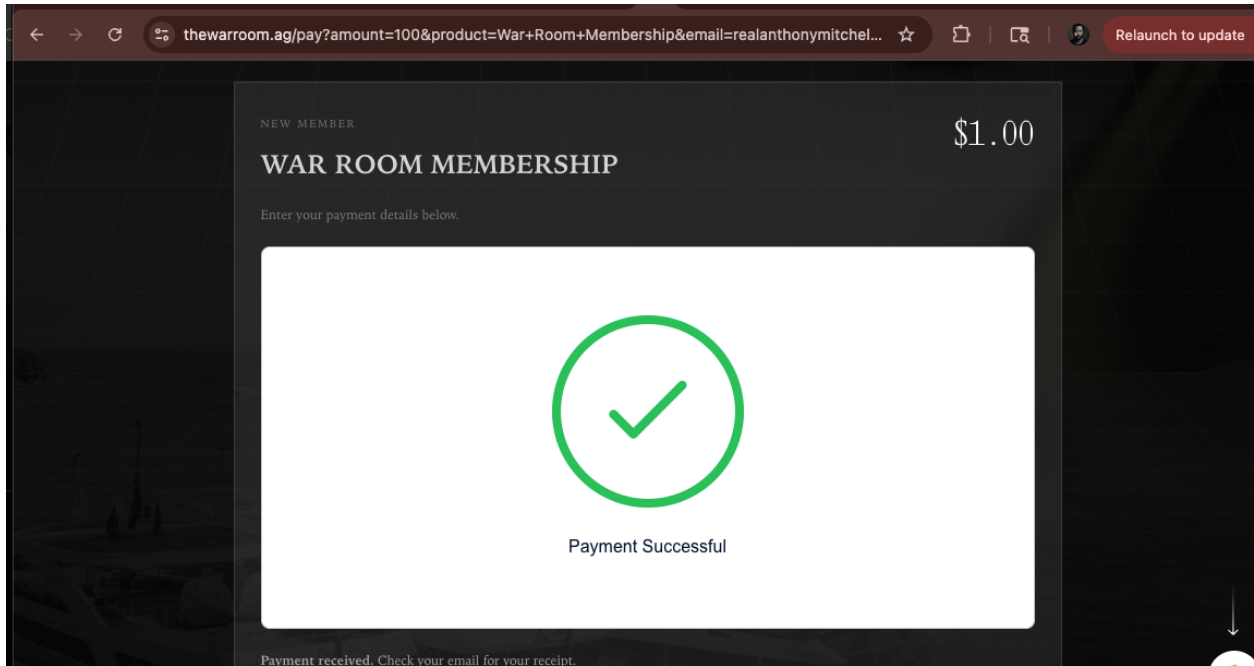 thewarroom.ag/pay?amount=100&product=War+Room+Membership&email=realanthonymitchel...
Relaunch to update
NEW MEMBER
$1.00
WAR ROOM MEMBERSHIP
Enter your payment details below.
Payment Successful
Payment received. Check your email for your receipt.